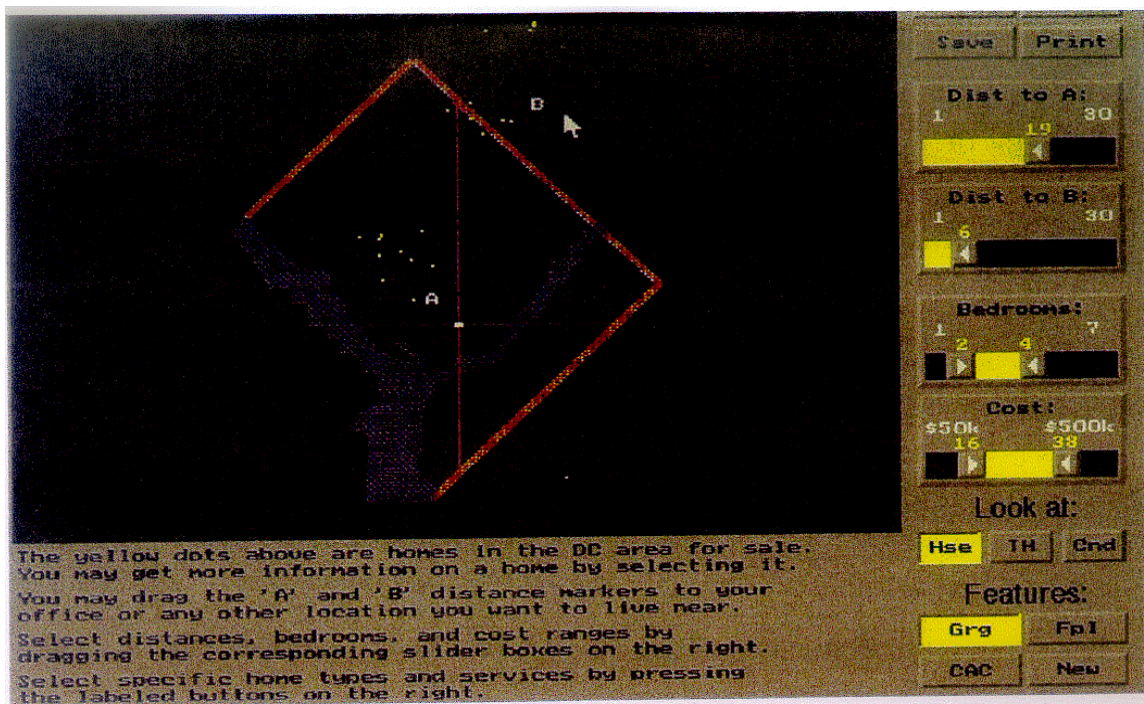 Save Print
B
Dist to A:
1 30
19
Dist to B:
1 30
6
A
Bedrooms:
1 7
2 4
Cost:
$50k $500k
16 38
Look at:
Hse TH Cnd
Features:
Grg Fpl
CAC New
The yellow dots above are homes in the DC area for sale.
You may get more information on a home by selecting it.
You may drag the 'A' and 'B' distance markers to your
office or any other location you want to live near.
Select distances, bedrooms, and cost ranges by
dragging the corresponding slider boxes on the right.
Select specific home types and services by pressing
the labeled buttons on the right.